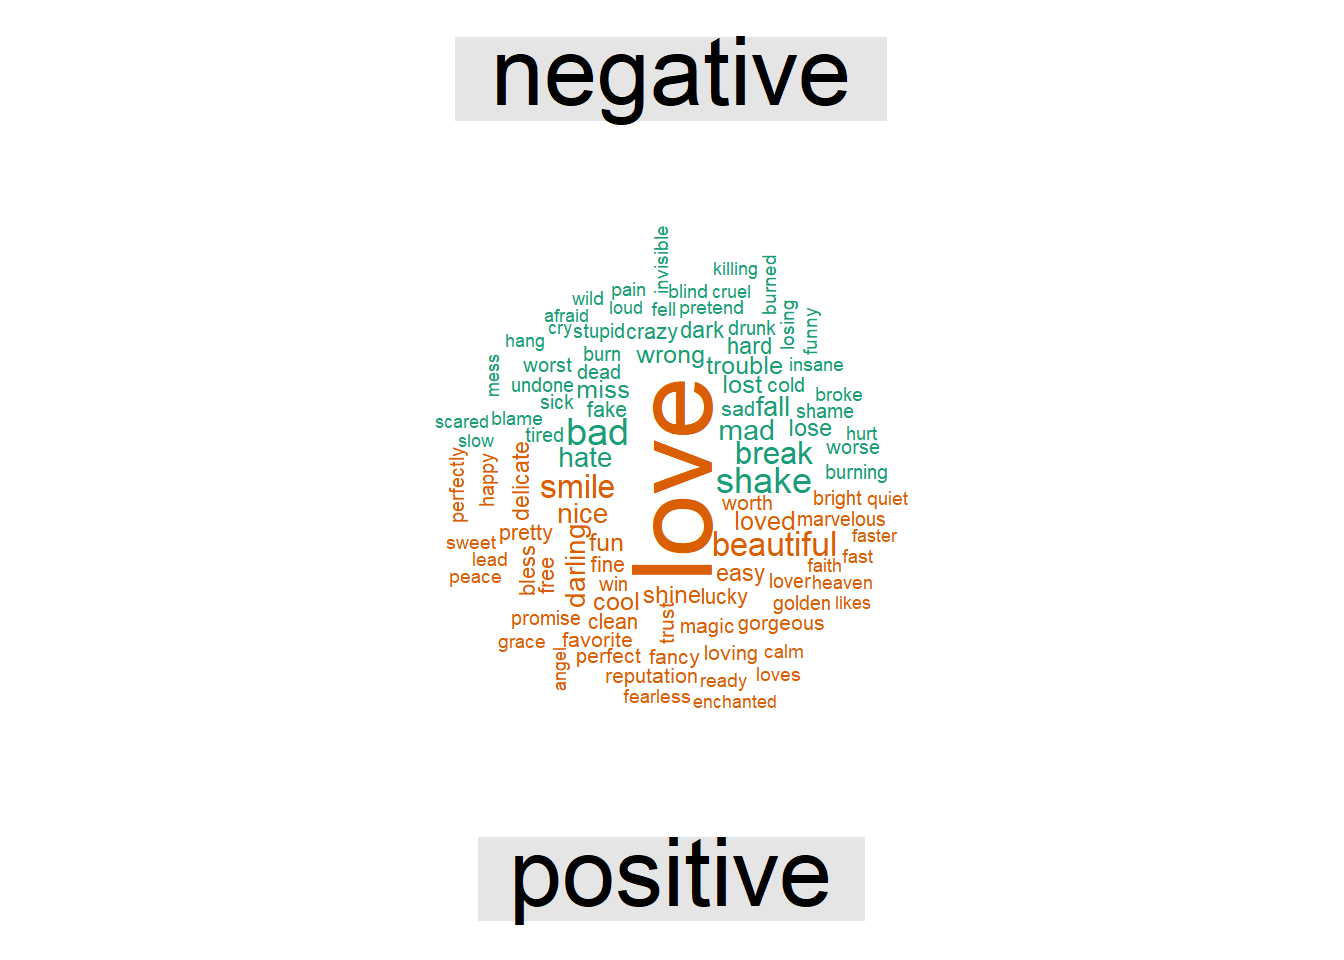 negative
invisible
killing
burned
pain
blind cruel
wild
loud
fell pretend
losing
funny
afraid
cry stupid crazy dark drunk
hang
wrong
hard
burn
mess
worst
trouble
insane
dead
undone
miss
lost cold
broke
sick
fake
sad fall
shame
scared blame
bad
mad
lose
hurt
slow
tired
hate
break
worse
shake
burning
love
perfectly
happy
delicate
smile
worth
bright quiet
nice
loved marvelous
pretty
sweet
fun
darling
beautiful
faster
lead
bless
free
fine
easy
faith
fast
peace
win
lover heaven
cool
shine lucky
golden likes
promise
clean
trust
magic gorgeous
grace
favorite
angel
perfect
fancy
loving calm
reputation
ready
loves
fearless
enchanted
positive